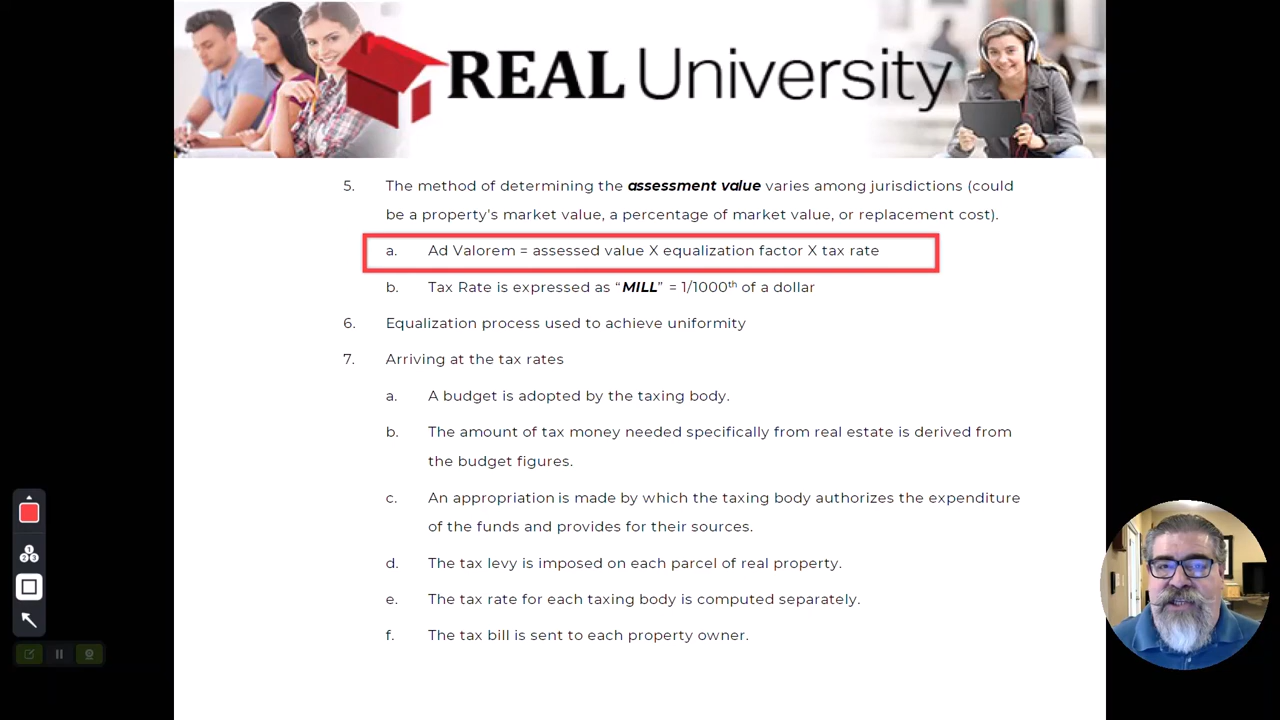 REAL University
5. The method of determining the assessment value varies among jurisdictions (could
be a property's market value, a percentage of market value, or replacement cost).
a. Ad Valorem = assessed value X equalization factor X tax rate
b. Tax Rate is expressed as “MILL” = 1/1000th of a dollar
6. Equalization process used to achieve uniformity
7. Arriving at the tax rates
a. A budget is adopted by the taxing body.
b. The amount of tax money needed specifically from real estate is derived from
the budget figures.
c. An appropriation is made by which the taxing body authorizes the expenditure
of the funds and provides for their sources.
d. The tax levy is imposed on each parcel of real property.
e. The tax rate for each taxing body is computed separately.
f. The tax bill is sent to each property owner.